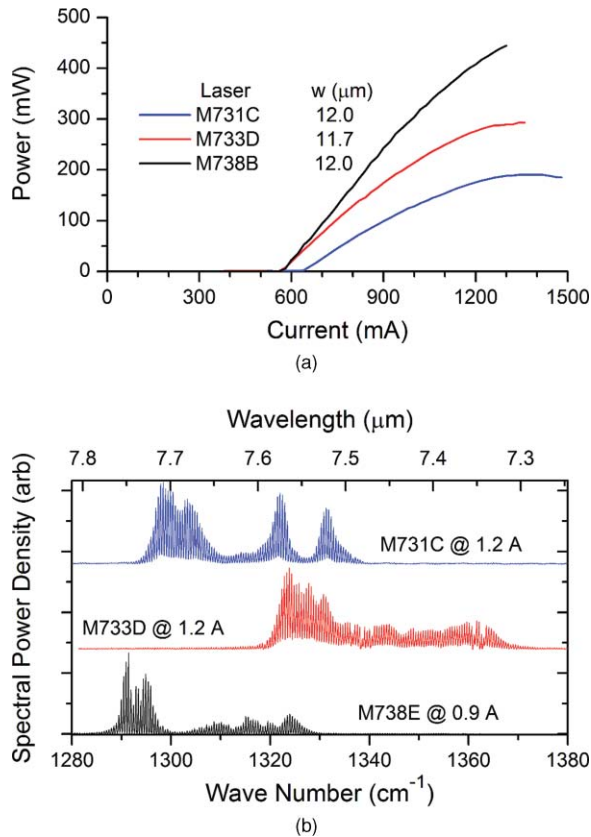 500
400
300
200
100
0
Power (mW)
Laser w (μm)
M731C 12.0
M733D 11.7
M738B 12.0
0 300 600 900 1200 1500
Current (mA)
(a)
Wavelength (μm)
7.8 7.7 7.6 7.5 7.4 7.3
Spectral Power Density (arb)
M731C @ 1.2 A
M733D @ 1.2 A
M738E @ 0.9 A
1280 1300 1320 1340 1360 1380
Wave Number (cm⁻¹)
(b)